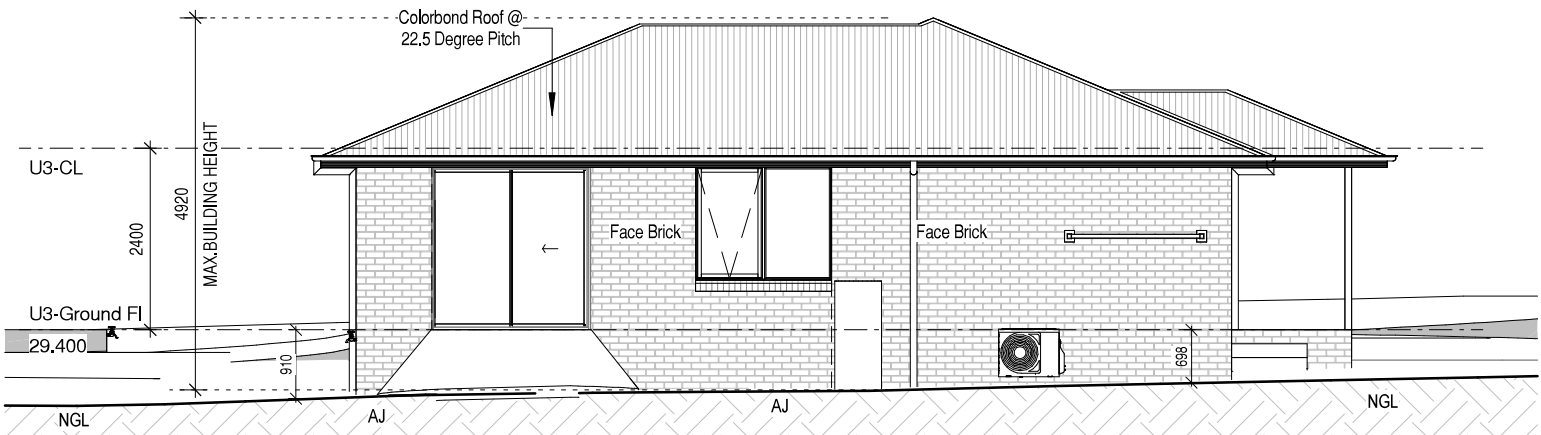 Colorbond Roof @
22.5 Degree Pitch
U3-CL
4920
MAX.BUILDING HEIGHT
2400
Face Brick
Face Brick
U3-Ground Fl
29.400
910
698
NGL
AJ
AJ
NGL